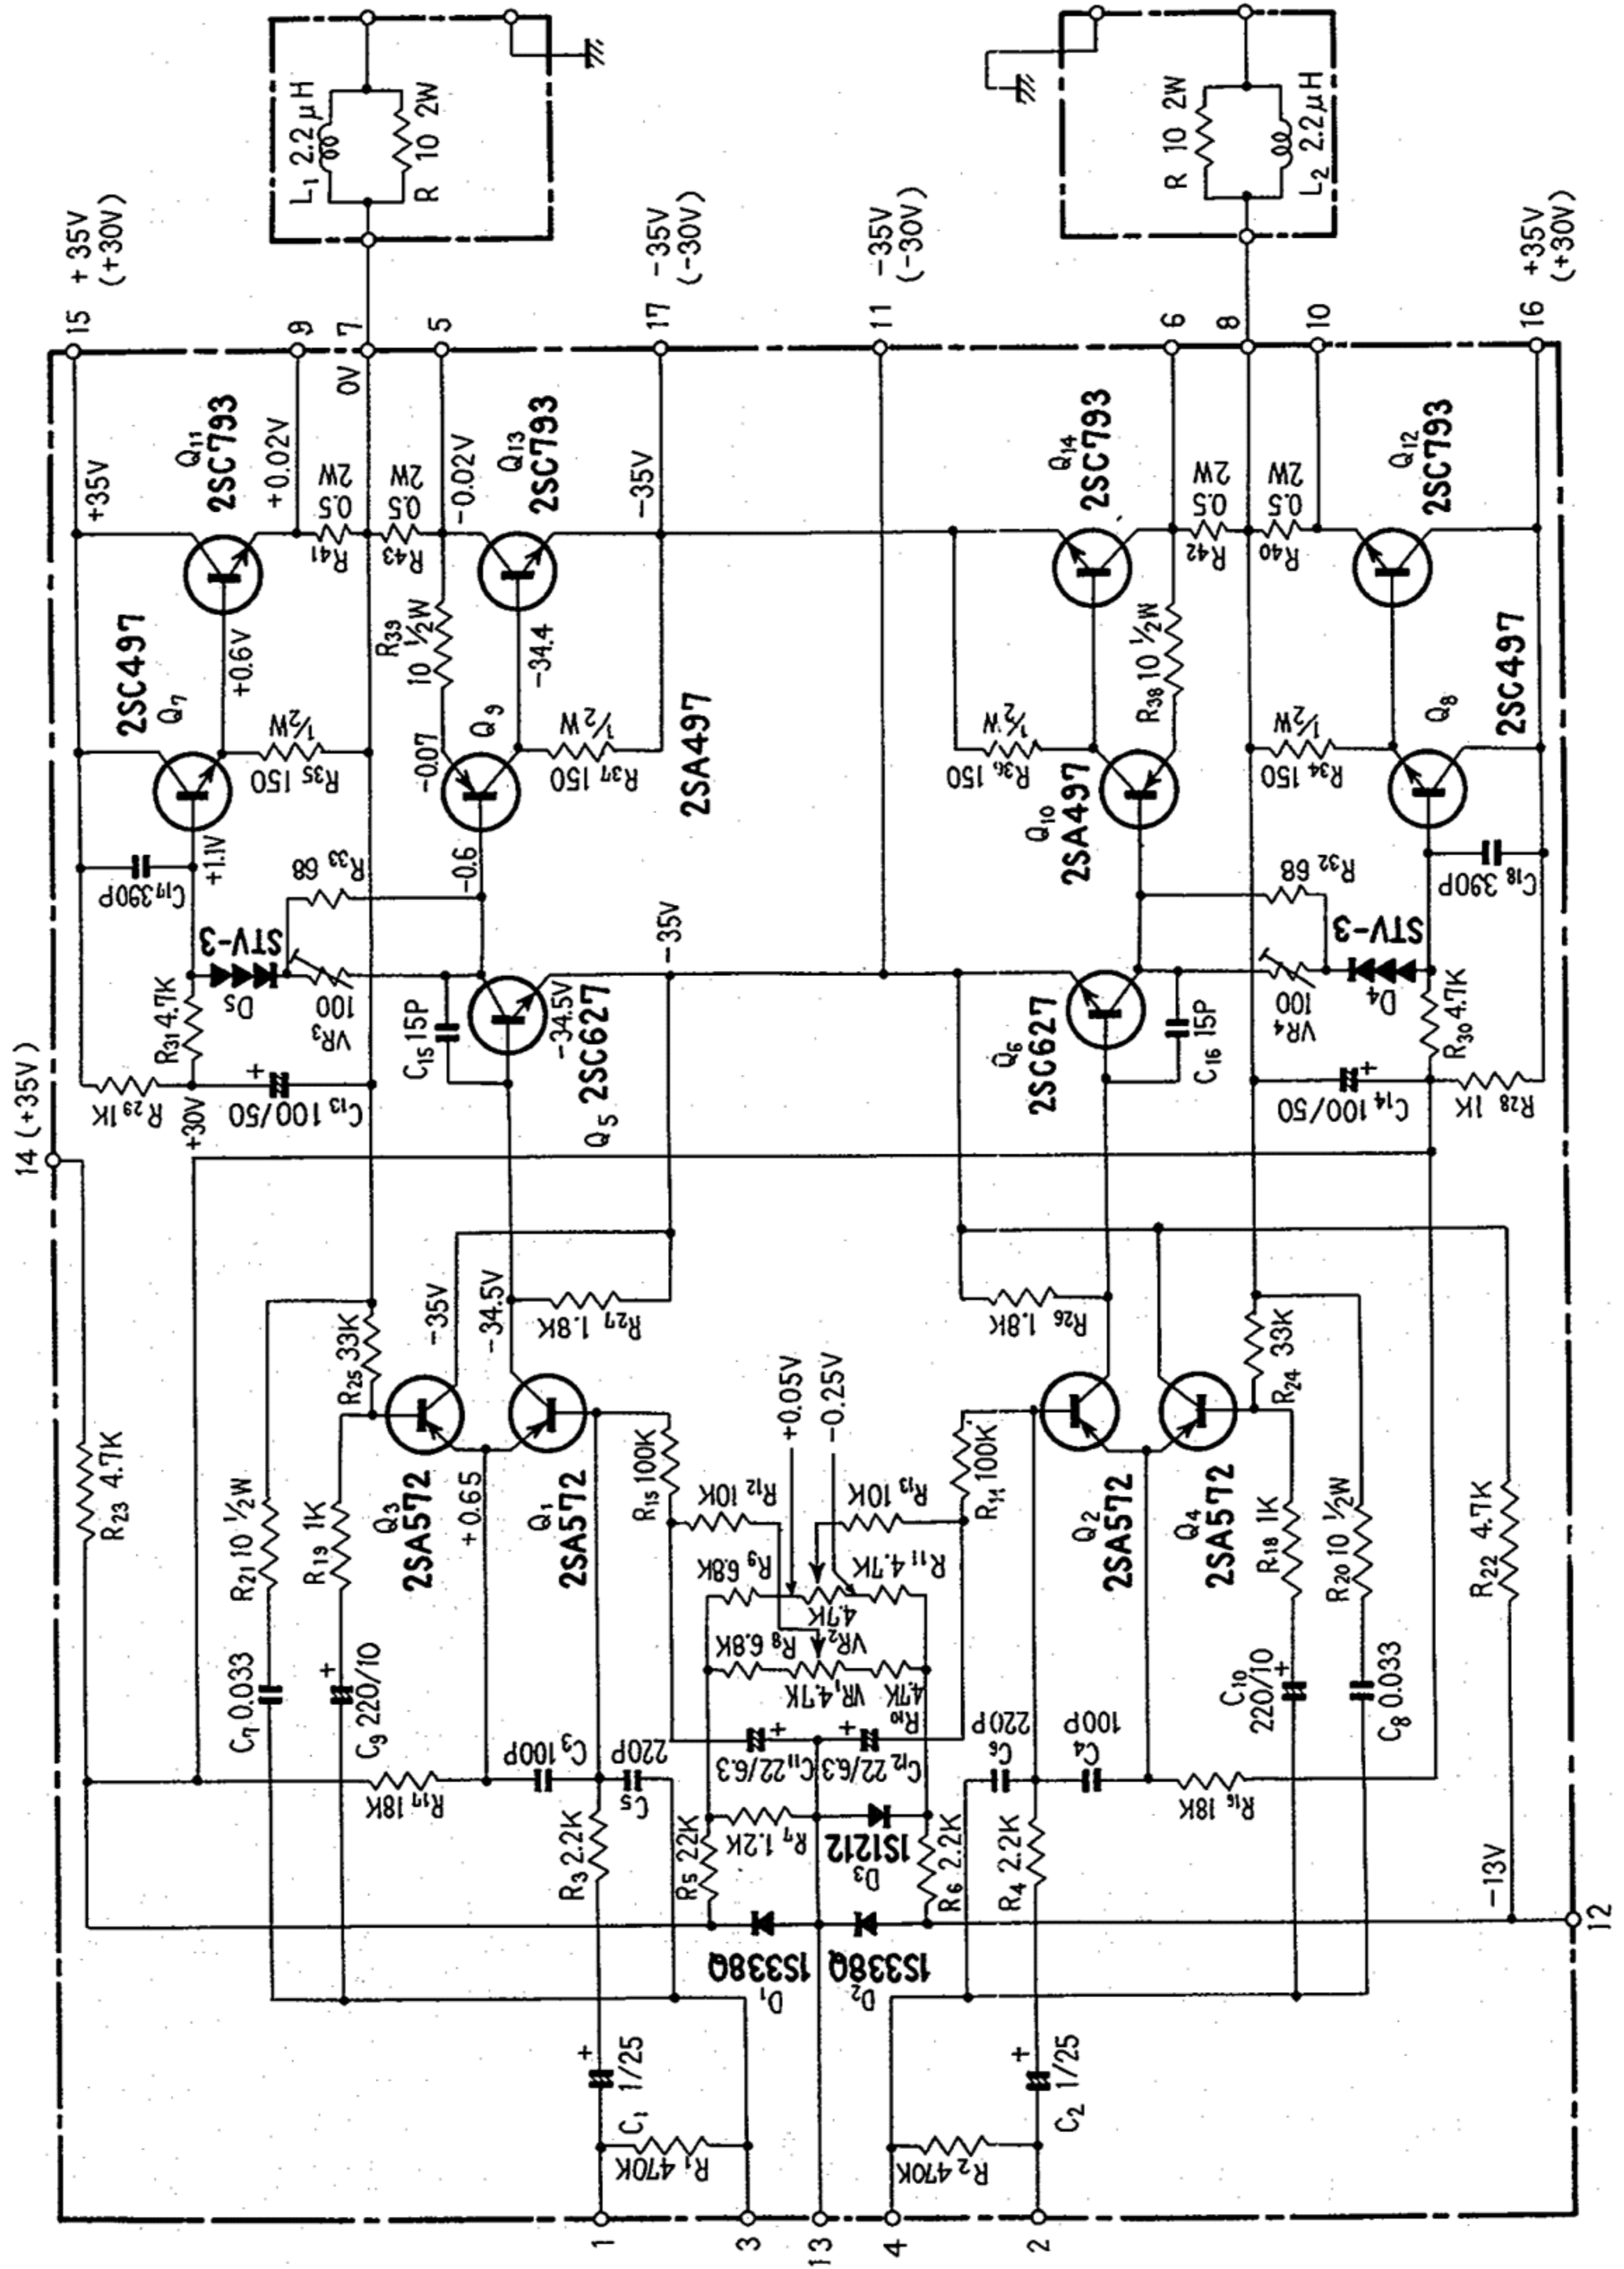 L1 2.2μH
R 10 2W
R 10 2W
L2 2.2μH
15 +35V
(+30V)
9
7
5
17 -35V
(-30V)
11 -35V
(-30V)
6
8
10
16 +35V
(+30V)
+35V
Q11
2SC793
+0.02V
R41 0.5 2W
0V
R43 0.5 2W
-0.02V
Q13
2SC793
-35V
Q14
2SC793
R42 0.5 2W
R40 0.5 2W
Q12
2SC793
2SC497
Q7
+0.6V
R35 150 ½W
R39
10 ½W
-0.07
Q9
-34.4
R37 150 ½W
2SA497
R36 150 ½W
Q10
2SA497
R38 10 ½W
R34 150 ½W
Q8
2SC497
C17 390P
+1.1V
R33 68
-0.6
STV-3
D5
VR3
100
R31 4.7K
C15 15P
-34.5V
2SC627
Q5
-35V
Q6
2SC627
C16 15P
R32 68
STV-3
D4
VR4
100
C18 390P
R30 4.7K
14 (+35V)
R29 1K
+30V
C13 100/50
+
C14 100/50
+
R28 1K
R23 4.7K
R25 33K
-35V
-34.5V
R27 1.8K
R26 1.8K
R24 33K
R21 10 ½W
R19 1K
Q3
2SA572
+0.65
Q1
2SA572
R15 100K
R12 10K
+0.05V
-0.25V
R13 10K
R14 100K
Q2
2SA572
Q4
2SA572
R18 1K
R20 10 ½W
R22 4.7K
R9 6.8K
VR2
4.7K
R11 4.7K
R8 6.8K
VR1 4.7K
R10
4.7K
C7 0.033
C9 220/10
+
C10
220/10
+
C8 0.033
R17 18K
C3 100P
C5
220P
C11 22/6.3
+
C12 22/6.3
+
C6
220P
C4
100P
R16 18K
R3 2.2K
R5 22K
R7 1.2K
1S1212
D3
R6 2.2K
R4 2.2K
-13V
12
1S338Q
D1
1S338Q
D2
+
C1 1/25
+
C2 1/25
R1 470K
R2 470K
1
3
13
4
2